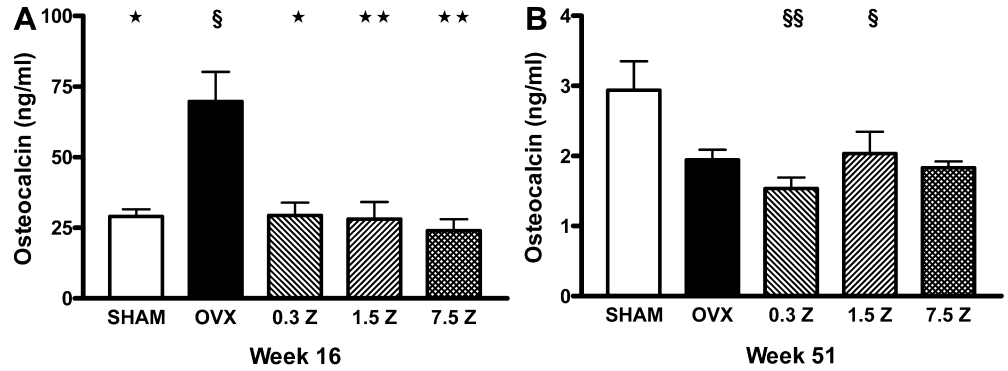 A
Osteocalcin (ng/ml)
100
75
50
25
0
★ § ★ ★★ ★★
SHAM OVX 0.3 Z 1.5 Z 7.5 Z
Week 16
B
Osteocalcin (ng/ml)
4
3
2
1
0
§§ §
SHAM OVX 0.3 Z 1.5 Z 7.5 Z
Week 51